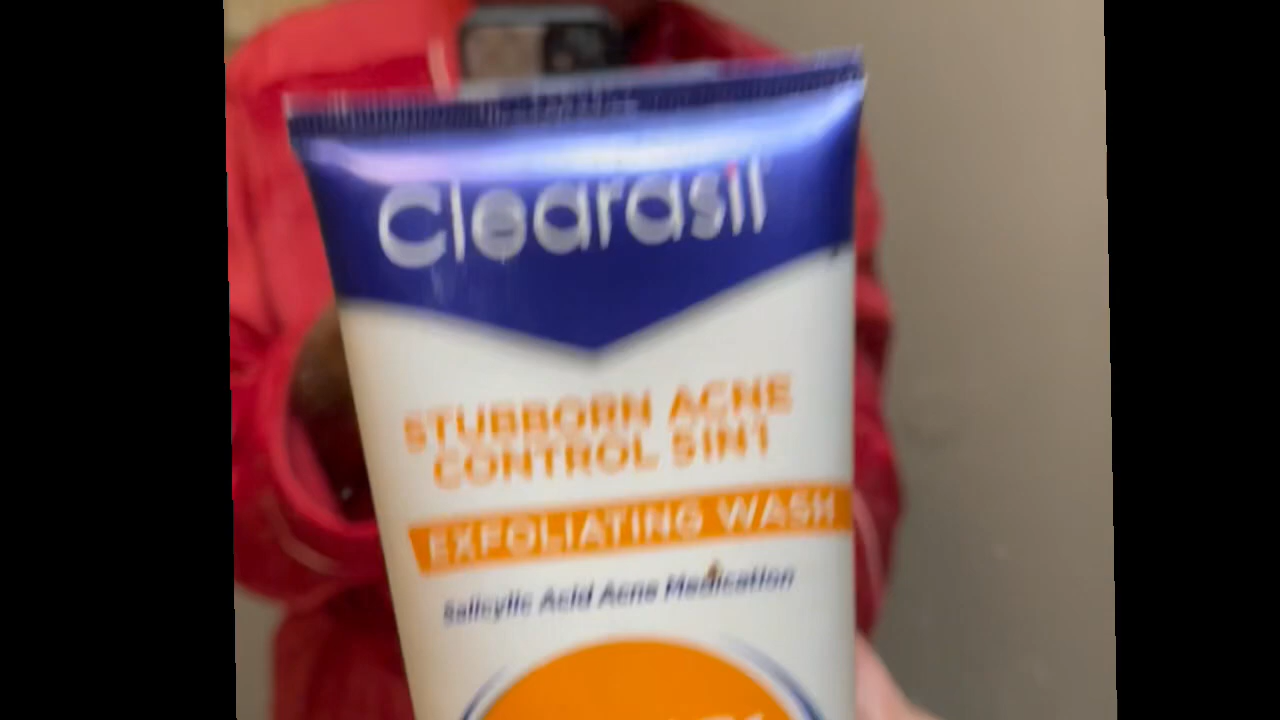 Clearasil
STUBBORN ACNE
CONTROL 5IN1
EXFOLIATING WASH
Salicylic Acid Acne Medication